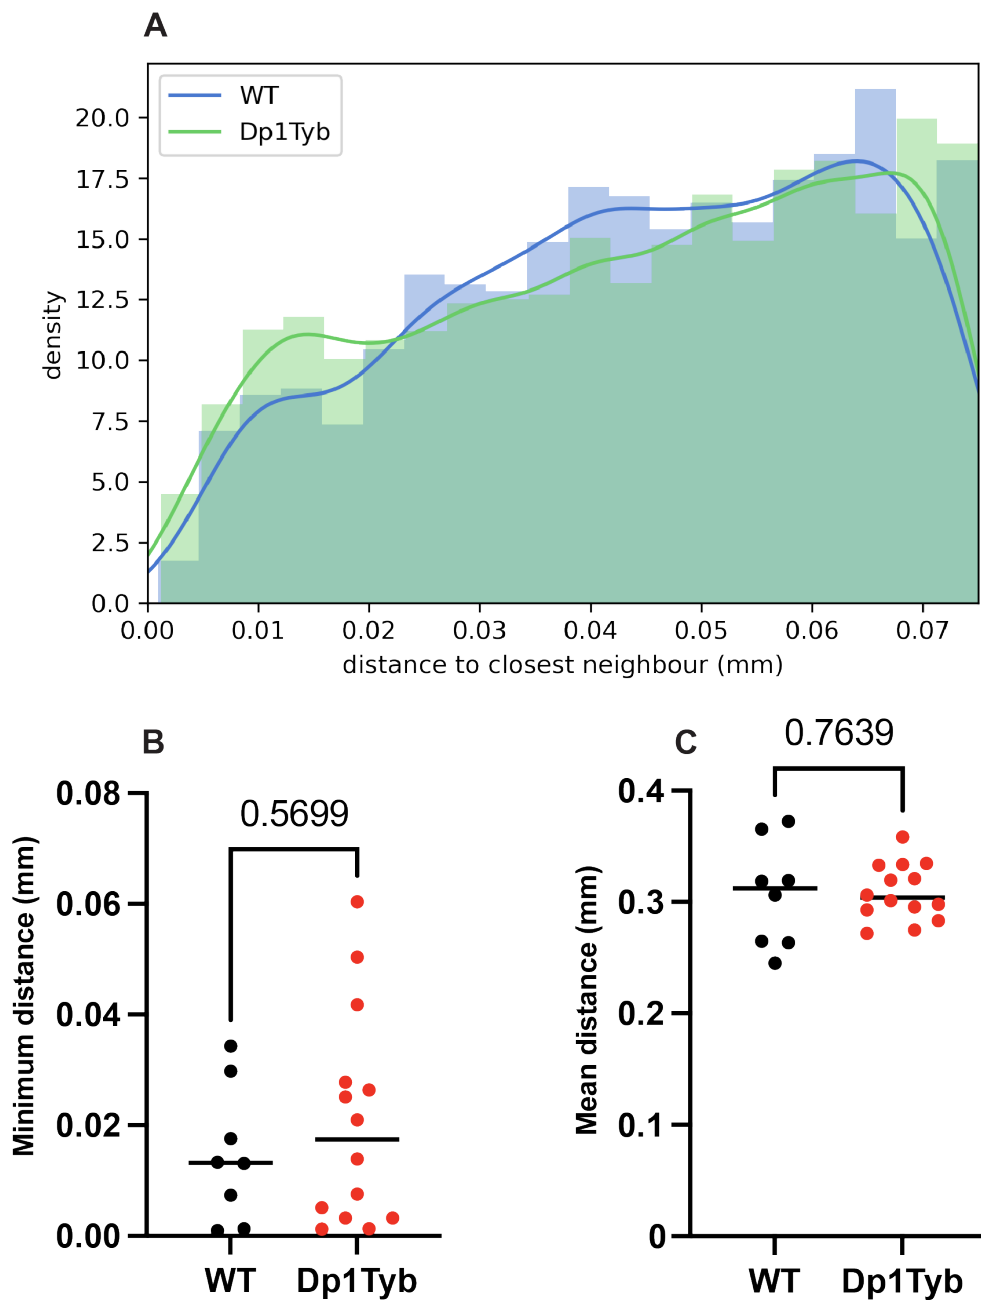 A
WT
Dp1Tyb
density
20.0
17.5
15.0
12.5
10.0
7.5
5.0
2.5
0.0
0.00 0.01 0.02 0.03 0.04 0.05 0.06 0.07
distance to closest neighbour (mm)
B
0.5699
Minimum distance (mm)
0.08
0.06
0.04
0.02
0.00
WT Dp1Tyb
C
0.7639
Mean distance (mm)
0.4
0.3
0.2
0.1
0
WT Dp1Tyb